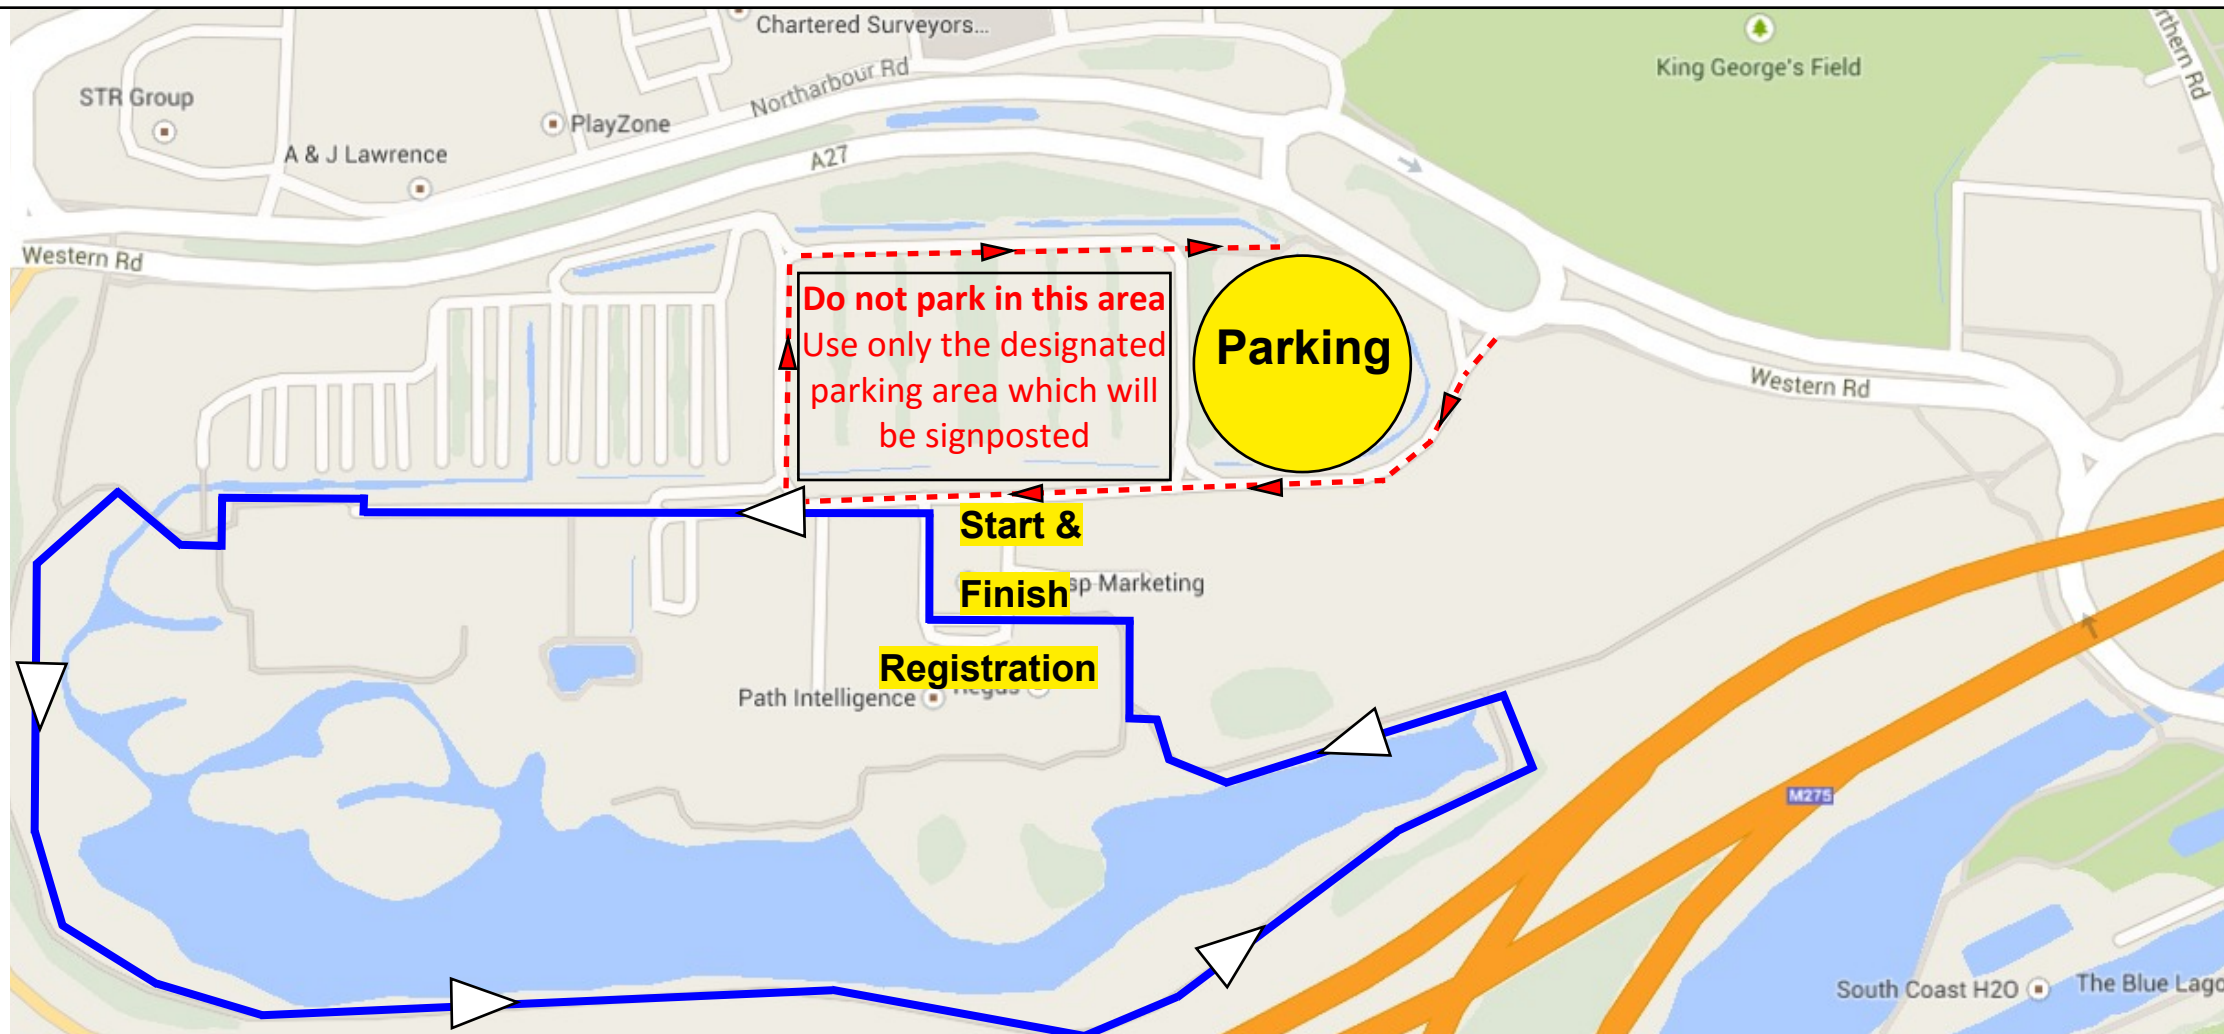 Chartered Surveyors...
King George's Field
Northarbour Rd
STR Group
PlayZone
A & J Lawrence
A27
Western Rd
Do not park in this area
Use only the designated
parking area which will
be signposted
Parking
Western Rd
Start &
Finish
sp Marketing
Registration
Path Intelligence
M275
South Coast H2O
The Blue Lago
rthern Rd